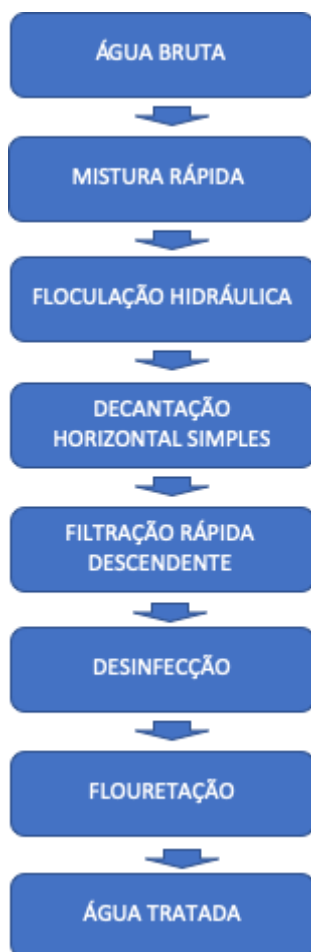 ÁGUA BRUTA
MISTURA RÁPIDA
FLOCULAÇÃO HIDRÁULICA
DECANTAÇÃO
HORIZONTAL SIMPLES
FILTRAÇÃO RÁPIDA
DESCENDENTE
DESINFECÇÃO
FLOURETAÇÃO
ÁGUA TRATADA